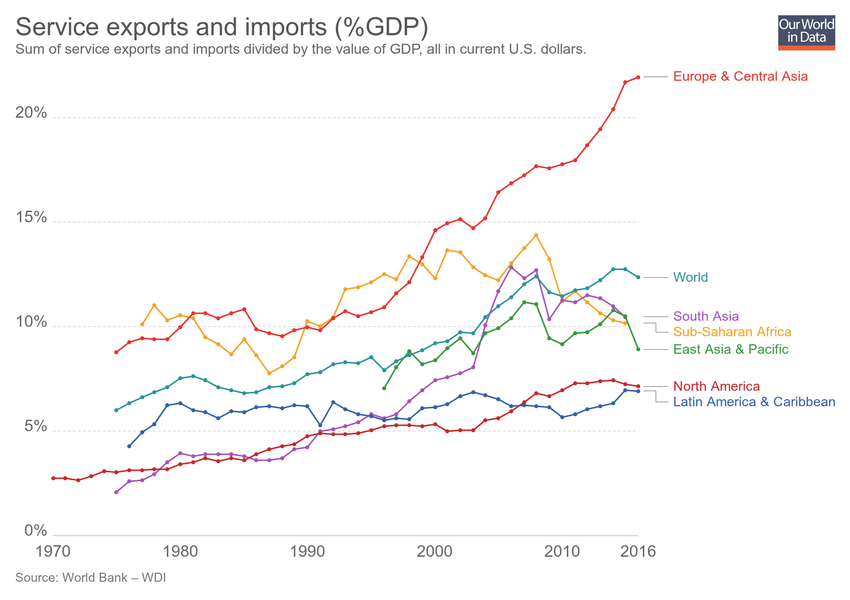 Service exports and imports (%GDP)
Sum of service exports and imports divided by the value of GDP, all in current U.S. dollars.
Our World
in Data
Europe & Central Asia
20%
15%
World
South Asia
10%
Sub-Saharan Africa
East Asia & Pacific
North America
Latin America & Caribbean
5%
0%
1970
1980
1990
2000
2010
2016
Source: World Bank – WDI